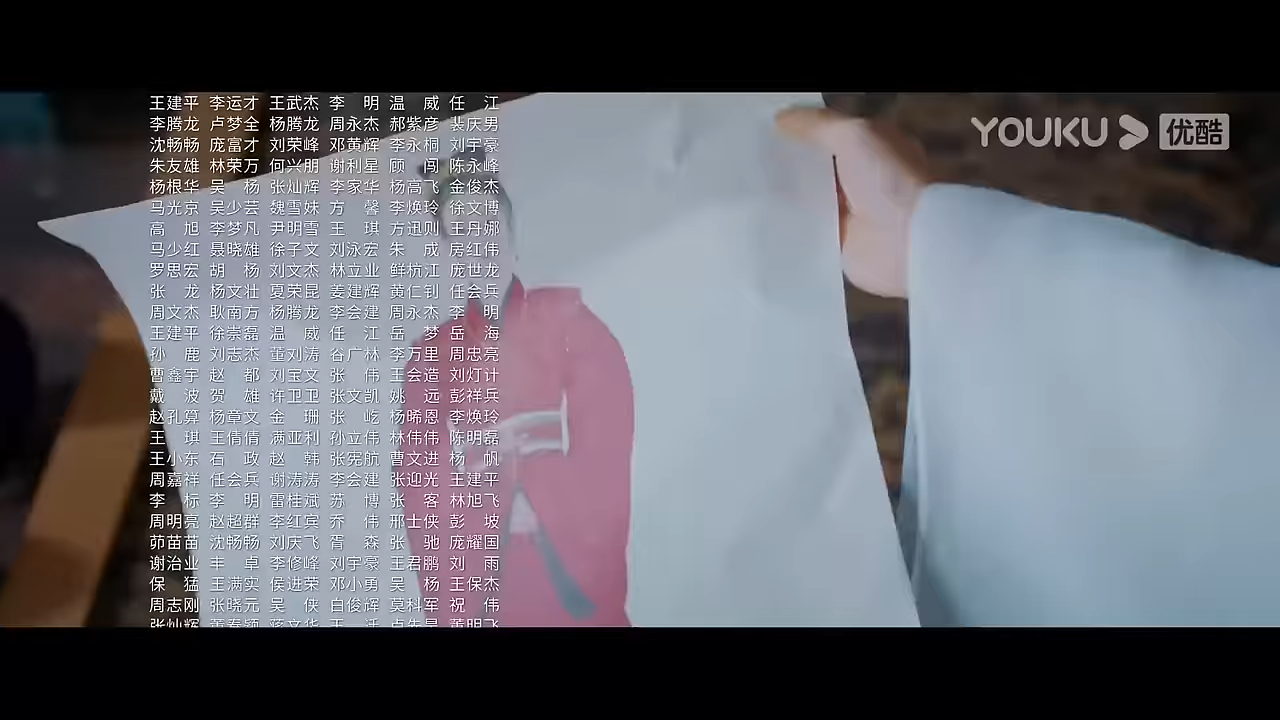 王建平 李运才 王武杰 李 明 温 威 任 江
YOUKU 优酷
李腾龙 卢梦全 杨腾龙 周永杰 郝紫彦 裴庆男
沈畅畅 庞富才 刘荣峰 邓黄辉 李永桐 刘宇豪
朱友雄 林荣万 何兴朋 谢利星 顾 闯 陈永峰
杨根华 吴 杨 张灿辉 李家华 杨高飞 金俊杰
马光京 吴少芸 魏雪妹 方 馨 李焕玲 徐文博
高 旭 李梦凡 尹明雪 王 琪 方迅则 王丹娜
马少红 聂晓雄 徐子文 刘泳宏 朱 成 房红伟
罗思宏 胡 杨 刘文杰 林立业 鲜杭江 庞世龙
张 龙 杨文壮 夏荣昆 姜建辉 黄仁钊 任会兵
周文杰 耿南方 杨腾龙 李会建 周永杰 李 明
王建平 徐崇磊 温 威 任 江 岳 梦 岳 海
孙 鹿 刘志杰 董刘涛 谷广林 李万里 周忠亮
曹鑫宇 赵 都 刘宝文 张 伟 王会造 刘灯计
戴 波 贺 雄 许卫卫 张文凯 姚 远 彭祥兵
赵孔算 杨章文 金 珊 张 屹 杨晞恩 李焕玲
王 琪 王倩倩 满亚利 孙立伟 林伟伟 陈明磊
王小东 石 政 赵 韩 张宪航 曹文进 杨 帆
周嘉祥 任会兵 谢涛涛 李会建 张迎光 王建平
李 标 李 明 雷桂斌 苏 博 张 客 林旭飞
周明亮 赵超群 李红宾 乔 伟 邢士侠 彭 坡
茆苗苗 沈畅畅 刘庆飞 胥 森 张 驰 庞耀国
谢治业 丰 卓 李修峰 刘宇豪 王君鹏 刘 雨
保 猛 王满实 侯进荣 邓小勇 吴 杨 王保杰
周志刚 张晓元 吴 侠 白俊辉 莫科军 祝 伟